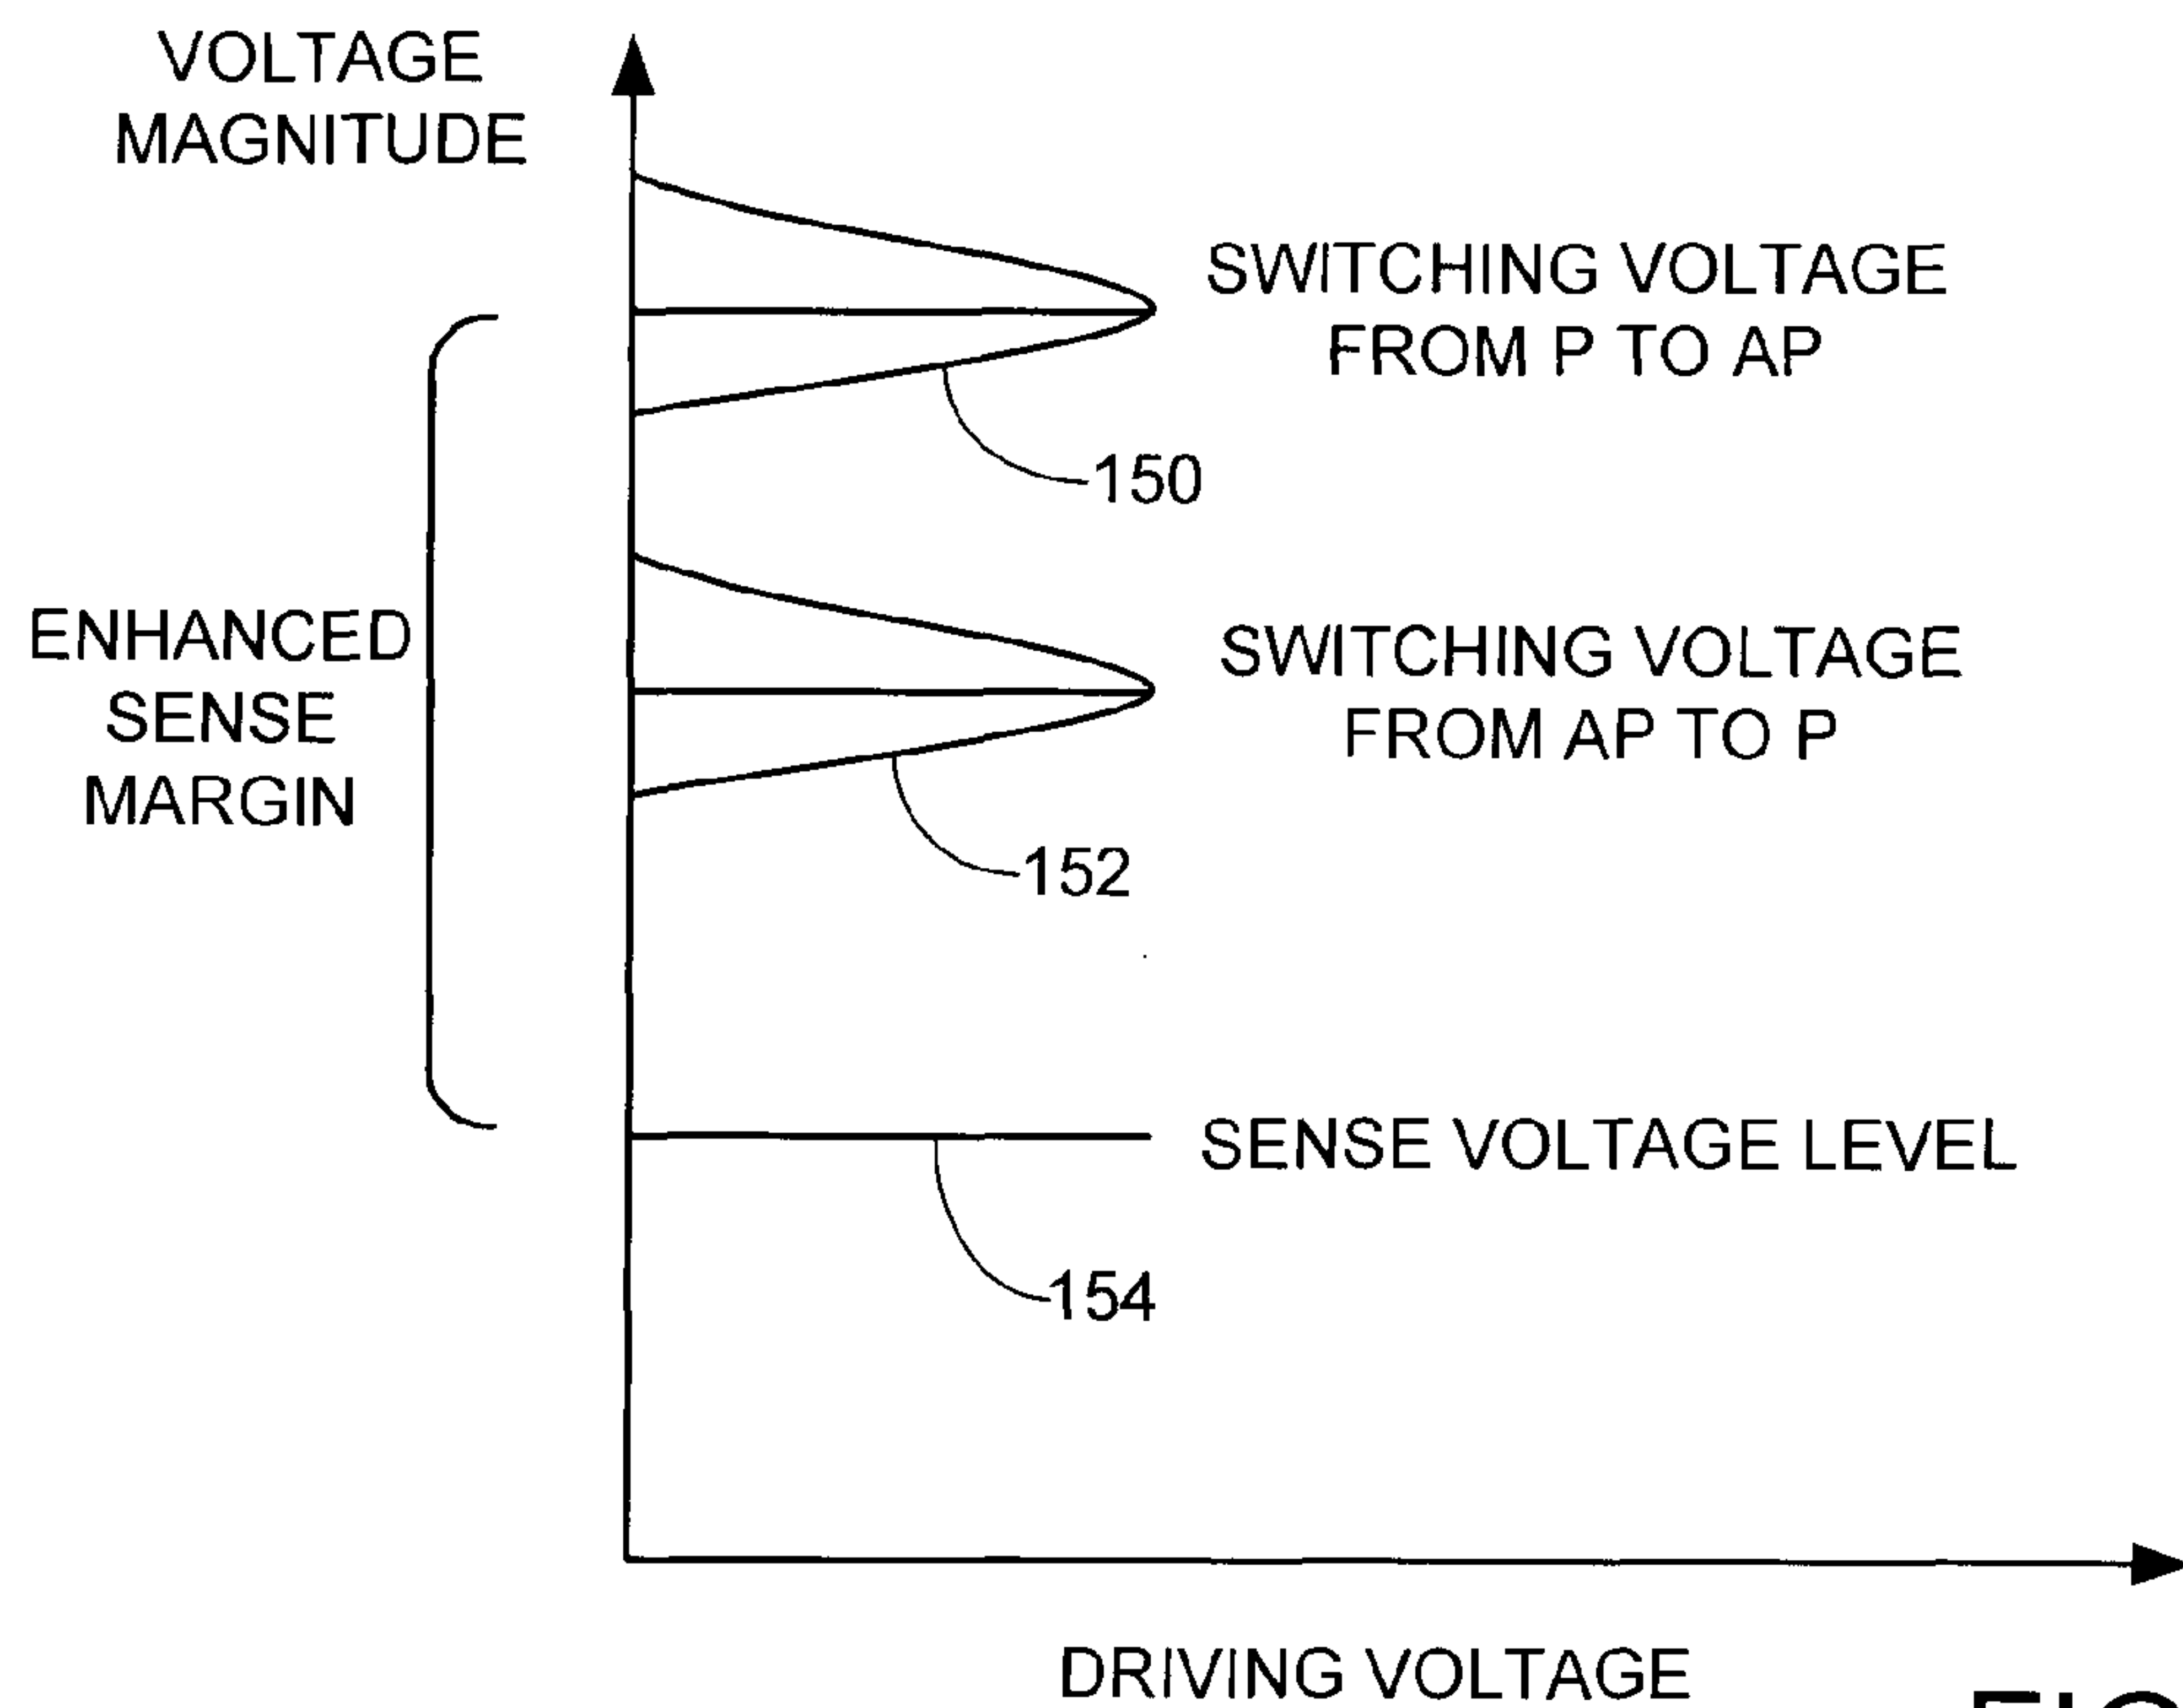 VOLTAGE
MAGNITUDE
SWITCHING VOLTAGE
FROM P TO AP
150
ENHANCED
SENSE
MARGIN
SWITCHING VOLTAGE
FROM AP TO P
152
SENSE VOLTAGE LEVEL
154
DRIVING VOLTAGE